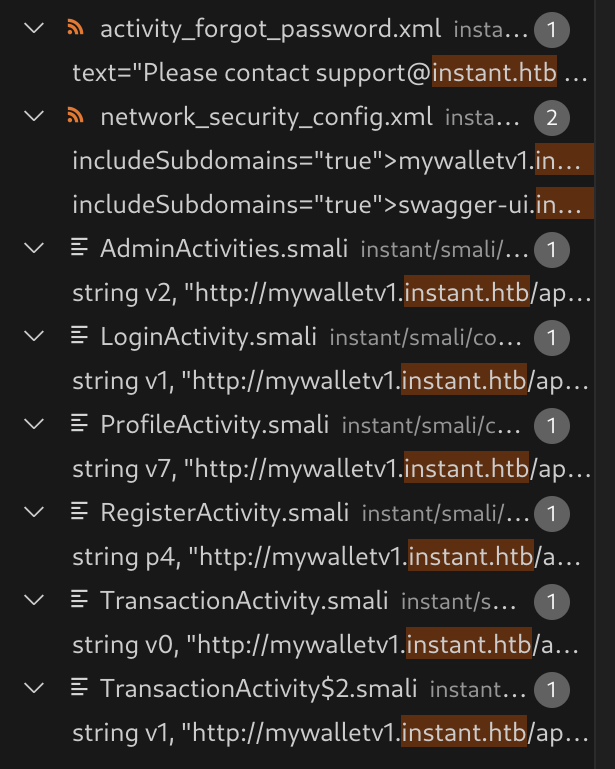 activity_forgot_password.xml insta... 1
text="Please contact support@instant.htb ...
network_security_config.xml insta... 2
includeSubdomains="true">mywalletv1.in...
includeSubdomains="true">swagger-ui.in...
AdminActivities.smali instant/smali/... 1
string v2, "http://mywalletv1.instant.htb/ap...
LoginActivity.smali instant/smali/co... 1
string v1, "http://mywalletv1.instant.htb/ap...
ProfileActivity.smali instant/smali/c... 1
string v7, "http://mywalletv1.instant.htb/ap...
RegisterActivity.smali instant/smali/... 1
string p4, "http://mywalletv1.instant.htb/a...
TransactionActivity.smali instant/s... 1
string v0, "http://mywalletv1.instant.htb/a...
TransactionActivity$2.smali instant... 1
string v1, "http://mywalletv1.instant.htb/ap...